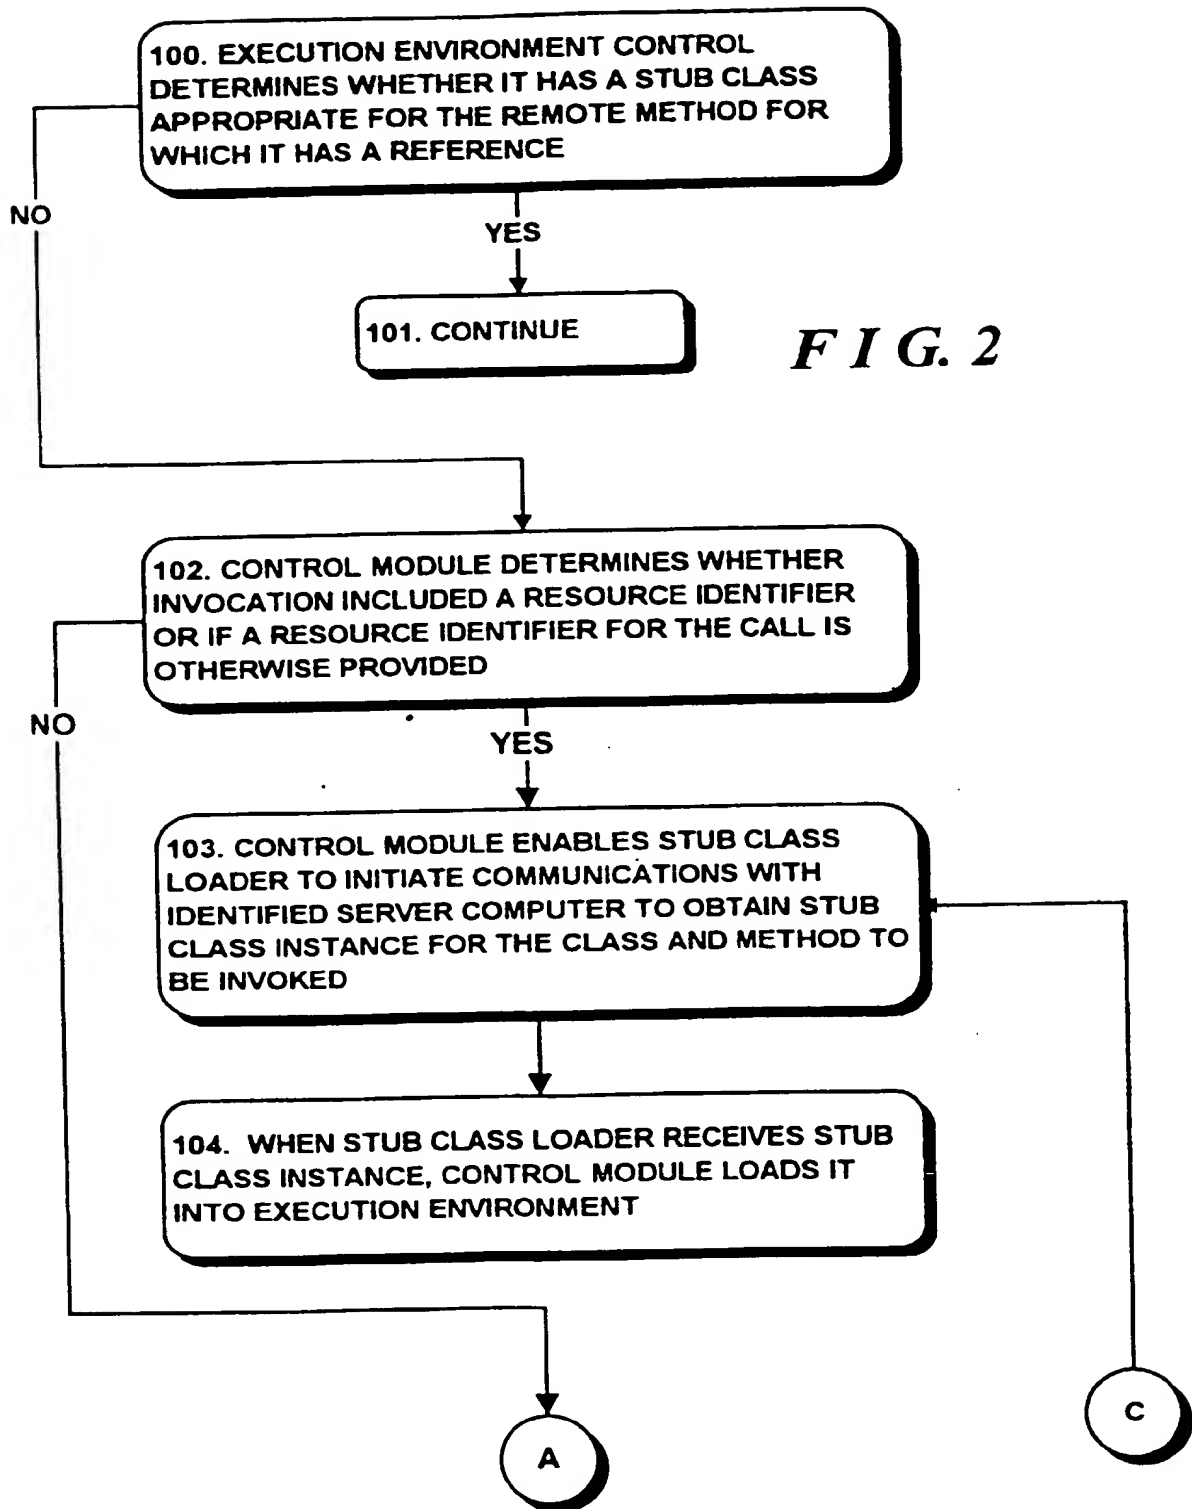 100. EXECUTION ENVIRONMENT CONTROL
DETERMINES WHETHER IT HAS A STUB CLASS
APPROPRIATE FOR THE REMOTE METHOD FOR
WHICH IT HAS A REFERENCE
NO
YES
101. CONTINUE
FIG. 2
102. CONTROL MODULE DETERMINES WHETHER
INVOCATION INCLUDED A RESOURCE IDENTIFIER
OR IF A RESOURCE IDENTIFIER FOR THE CALL IS
OTHERWISE PROVIDED
NO
YES
103. CONTROL MODULE ENABLES STUB CLASS
LOADER TO INITIATE COMMUNICATIONS WITH
IDENTIFIED SERVER COMPUTER TO OBTAIN STUB
CLASS INSTANCE FOR THE CLASS AND METHOD TO
BE INVOKED
104. WHEN STUB CLASS LOADER RECEIVES STUB
CLASS INSTANCE, CONTROL MODULE LOADS IT
INTO EXECUTION ENVIRONMENT
C
A